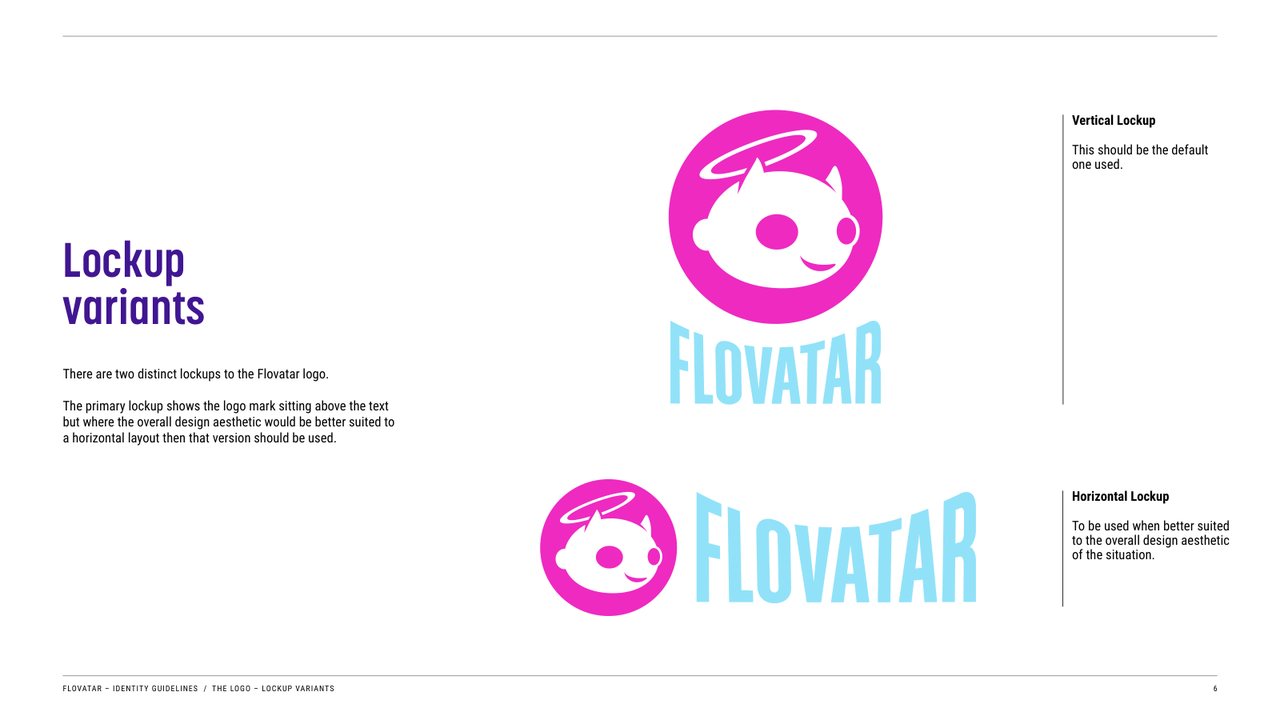 Lockup
variants
There are two distinct lockups to the Flovatar logo.
The primary lockup shows the logo mark sitting above the text
but where the overall design aesthetic would be better suited to
a horizontal layout then that version should be used.
FLOVATAR
Vertical Lockup
This should be the default
one used.
FLOVATAR
Horizontal Lockup
To be used when better suited
to the overall design aesthetic
of the situation.
FLOVATAR – IDENTITY GUIDELINES / THE LOGO – LOCKUP VARIANTS
6